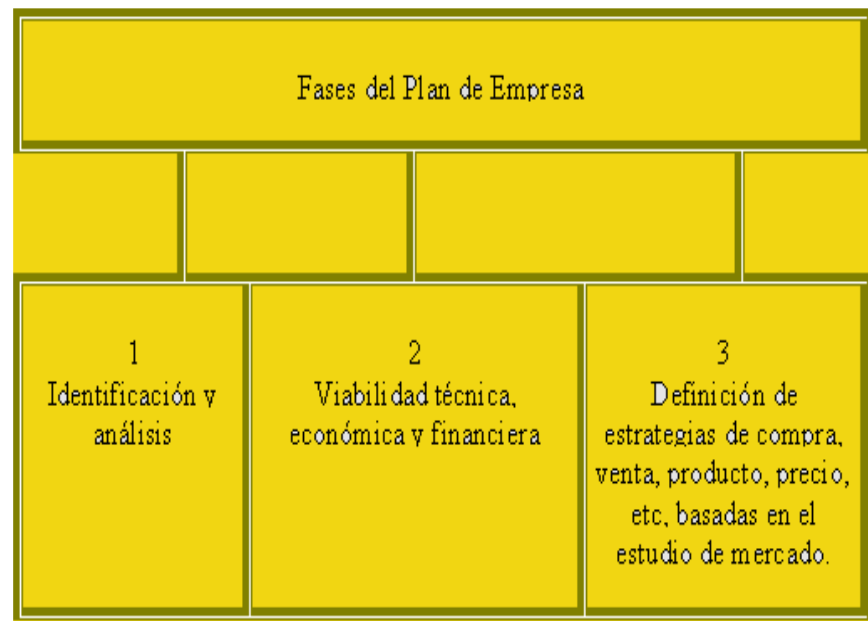 Fases del Plan de Empresa
1
Identificación y
análisis
2
Viabilidad técnica,
económica y financiera
3
Definición de
estrategias de compra,
venta, producto, precio,
etc, basadas en el
estudio de mercado.